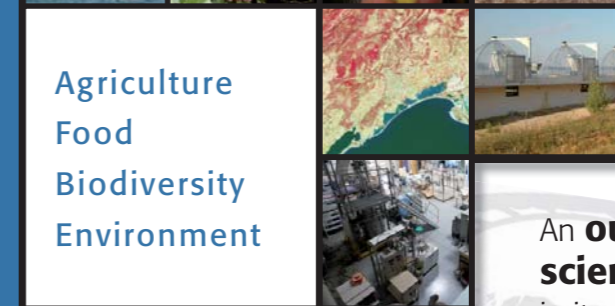 Agriculture
Food
Biodiversity
Environment
An